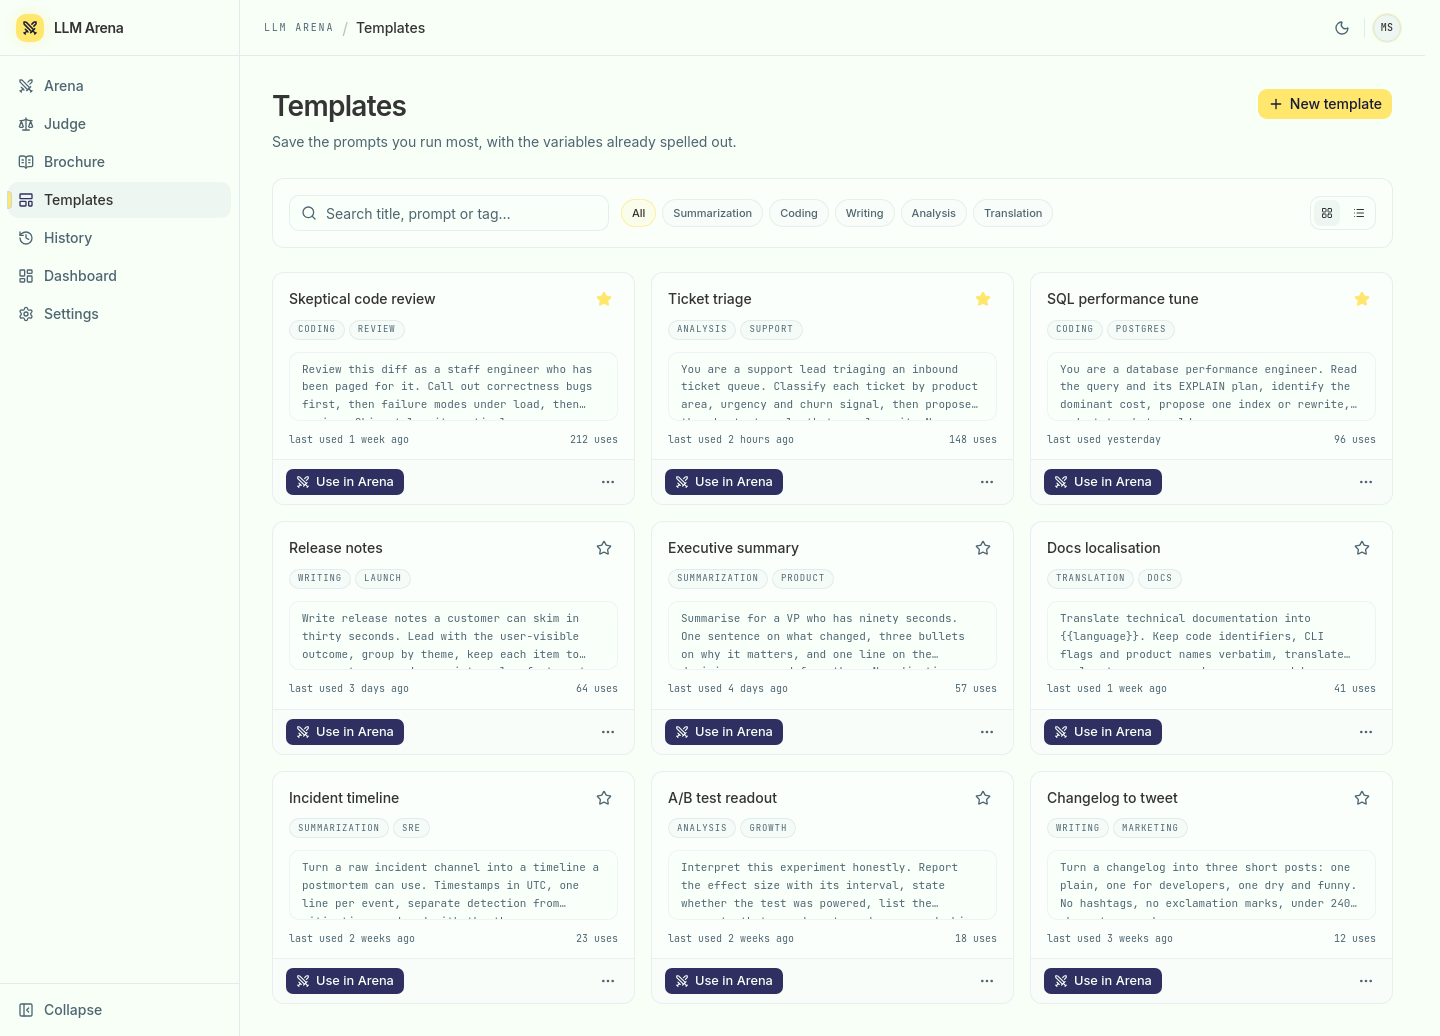 LLM Arena
LLM ARENA / Templates
MS
Arena
Judge
Brochure
Templates
History
Dashboard
Settings
Collapse
Templates
New template
Save the prompts you run most, with the variables already spelled out.
Search title, prompt or tag...
All
Summarization
Coding
Writing
Analysis
Translation
Skeptical code review
CODING
REVIEW
Review this diff as a staff engineer who has
been paged for it. Call out correctness bugs
first, then failure modes under load, then…
last used 1 week ago
212 uses
Use in Arena
Ticket triage
ANALYSIS
SUPPORT
You are a support lead triaging an inbound
ticket queue. Classify each ticket by product
area, urgency and churn signal, then propose…
last used 2 hours ago
148 uses
Use in Arena
SQL performance tune
CODING
POSTGRES
You are a database performance engineer. Read
the query and its EXPLAIN plan, identify the
dominant cost, propose one index or rewrite,…
last used yesterday
96 uses
Use in Arena
Release notes
WRITING
LAUNCH
Write release notes a customer can skim in
thirty seconds. Lead with the user-visible
outcome, group by theme, keep each item to…
last used 3 days ago
64 uses
Use in Arena
Executive summary
SUMMARIZATION
PRODUCT
Summarise for a VP who has ninety seconds.
One sentence on what changed, three bullets
on why it matters, and one line on the…
last used 4 days ago
57 uses
Use in Arena
Docs localisation
TRANSLATION
DOCS
Translate technical documentation into
{{language}}. Keep code identifiers, CLI
flags and product names verbatim, translate…
last used 1 week ago
41 uses
Use in Arena
Incident timeline
SUMMARIZATION
SRE
Turn a raw incident channel into a timeline a
postmortem can use. Timestamps in UTC, one
line per event, separate detection from…
last used 2 weeks ago
23 uses
Use in Arena
A/B test readout
ANALYSIS
GROWTH
Interpret this experiment honestly. Report
the effect size with its interval, state
whether the test was powered, list the…
last used 2 weeks ago
18 uses
Use in Arena
Changelog to tweet
WRITING
MARKETING
Turn a changelog into three short posts: one
plain, one for developers, one dry and funny.
No hashtags, no exclamation marks, under 240…
last used 3 weeks ago
12 uses
Use in Arena